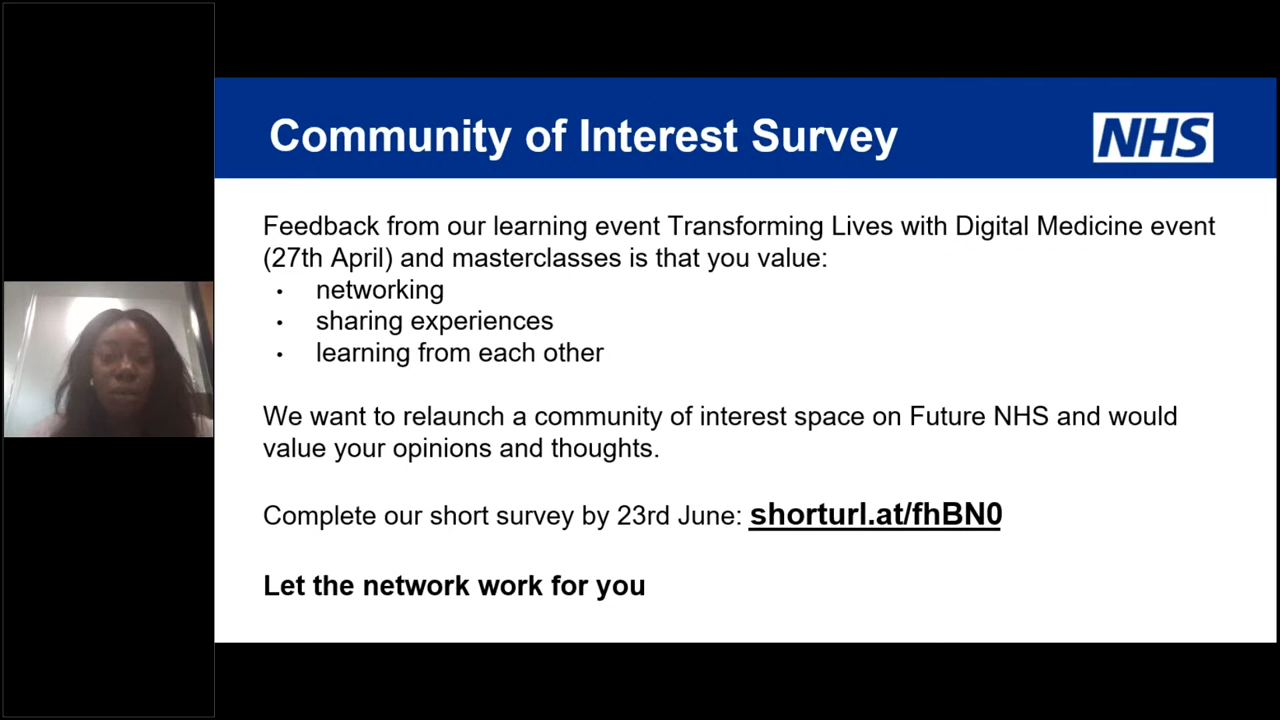 Community of Interest Survey
NHS
Feedback from our learning event Transforming Lives with Digital Medicine event
(27th April) and masterclasses is that you value:
• networking
• sharing experiences
• learning from each other
We want to relaunch a community of interest space on Future NHS and would
value your opinions and thoughts.
Complete our short survey by 23rd June: shorturl.at/fhBN0
Let the network work for you